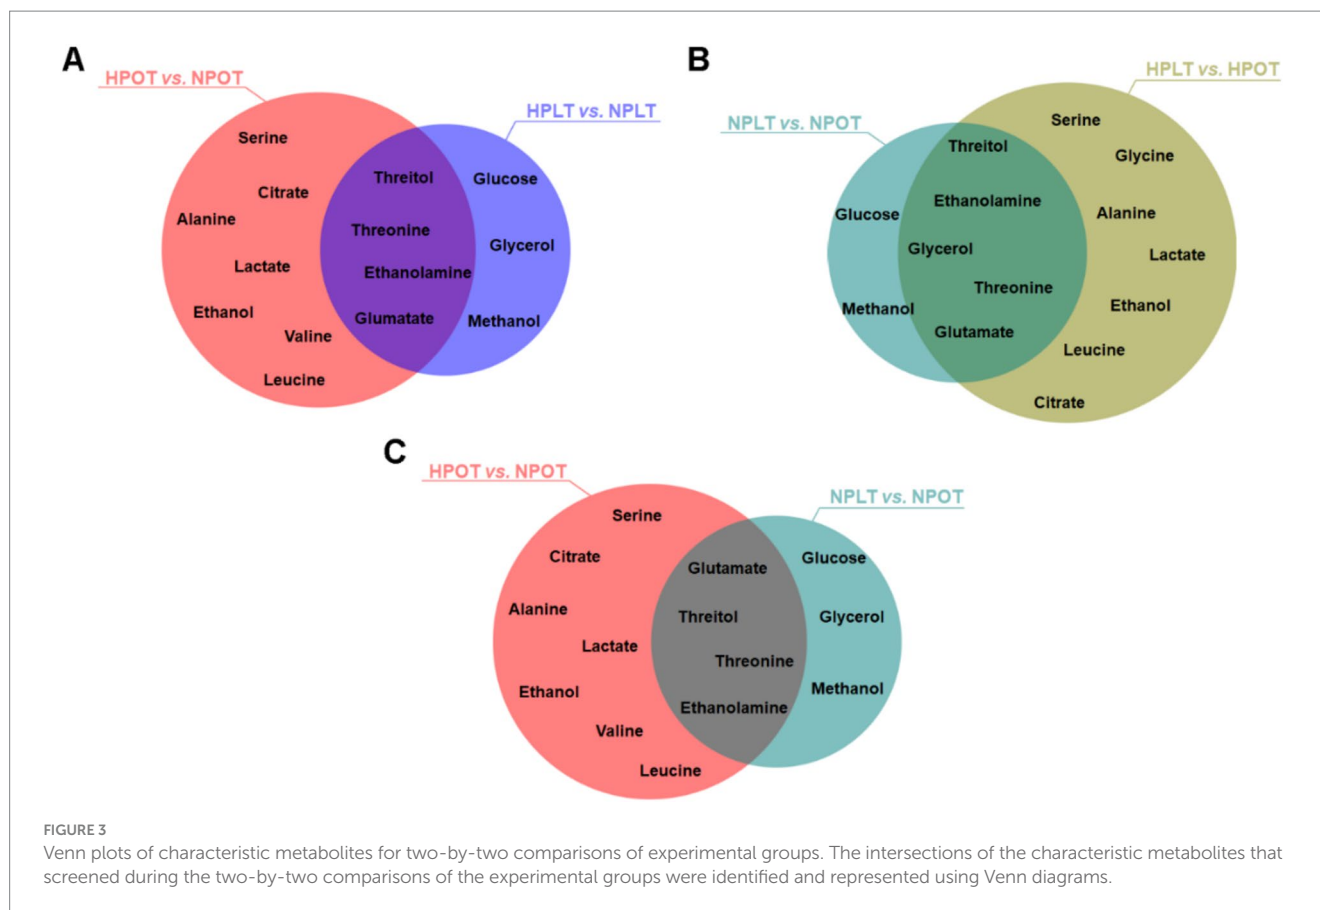 A
HPOT vs. NPOT
HPLT vs. NPLT
Serine
Citrate
Alanine
Lactate
Ethanol
Valine
Leucine
Threitol
Threonine
Ethanolamine
Glumatate
Glucose
Glycerol
Methanol
B
NPLT vs. NPOT
HPLT vs. HPOT
Glucose
Methanol
Threitol
Ethanolamine
Glycerol
Threonine
Glutamate
Serine
Glycine
Alanine
Lactate
Ethanol
Leucine
Citrate
C
HPOT vs. NPOT
NPLT vs. NPOT
Serine
Citrate
Alanine
Lactate
Ethanol
Valine
Leucine
Glutamate
Threitol
Threonine
Ethanolamine
Glucose
Glycerol
Methanol
FIGURE 3
Venn plots of characteristic metabolites for two-by-two comparisons of experimental groups. The intersections of the characteristic metabolites that
screened during the two-by-two comparisons of the experimental groups were identified and represented using Venn diagrams.